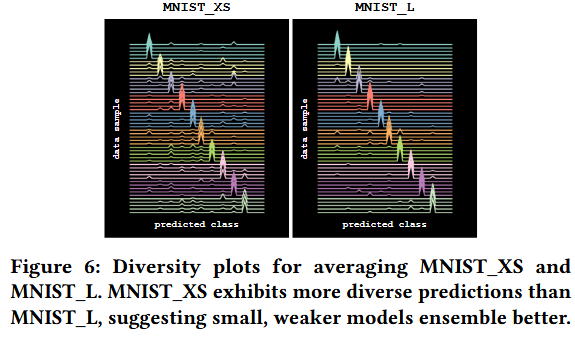 MNIST_XS
MNIST_L
data sample
data sample
predicted class
predicted class
Figure 6: Diversity plots for averaging MNIST_XS and
MNIST_L. MNIST_XS exhibits more diverse predictions than
MNIST_L, suggesting small, weaker models ensemble better.